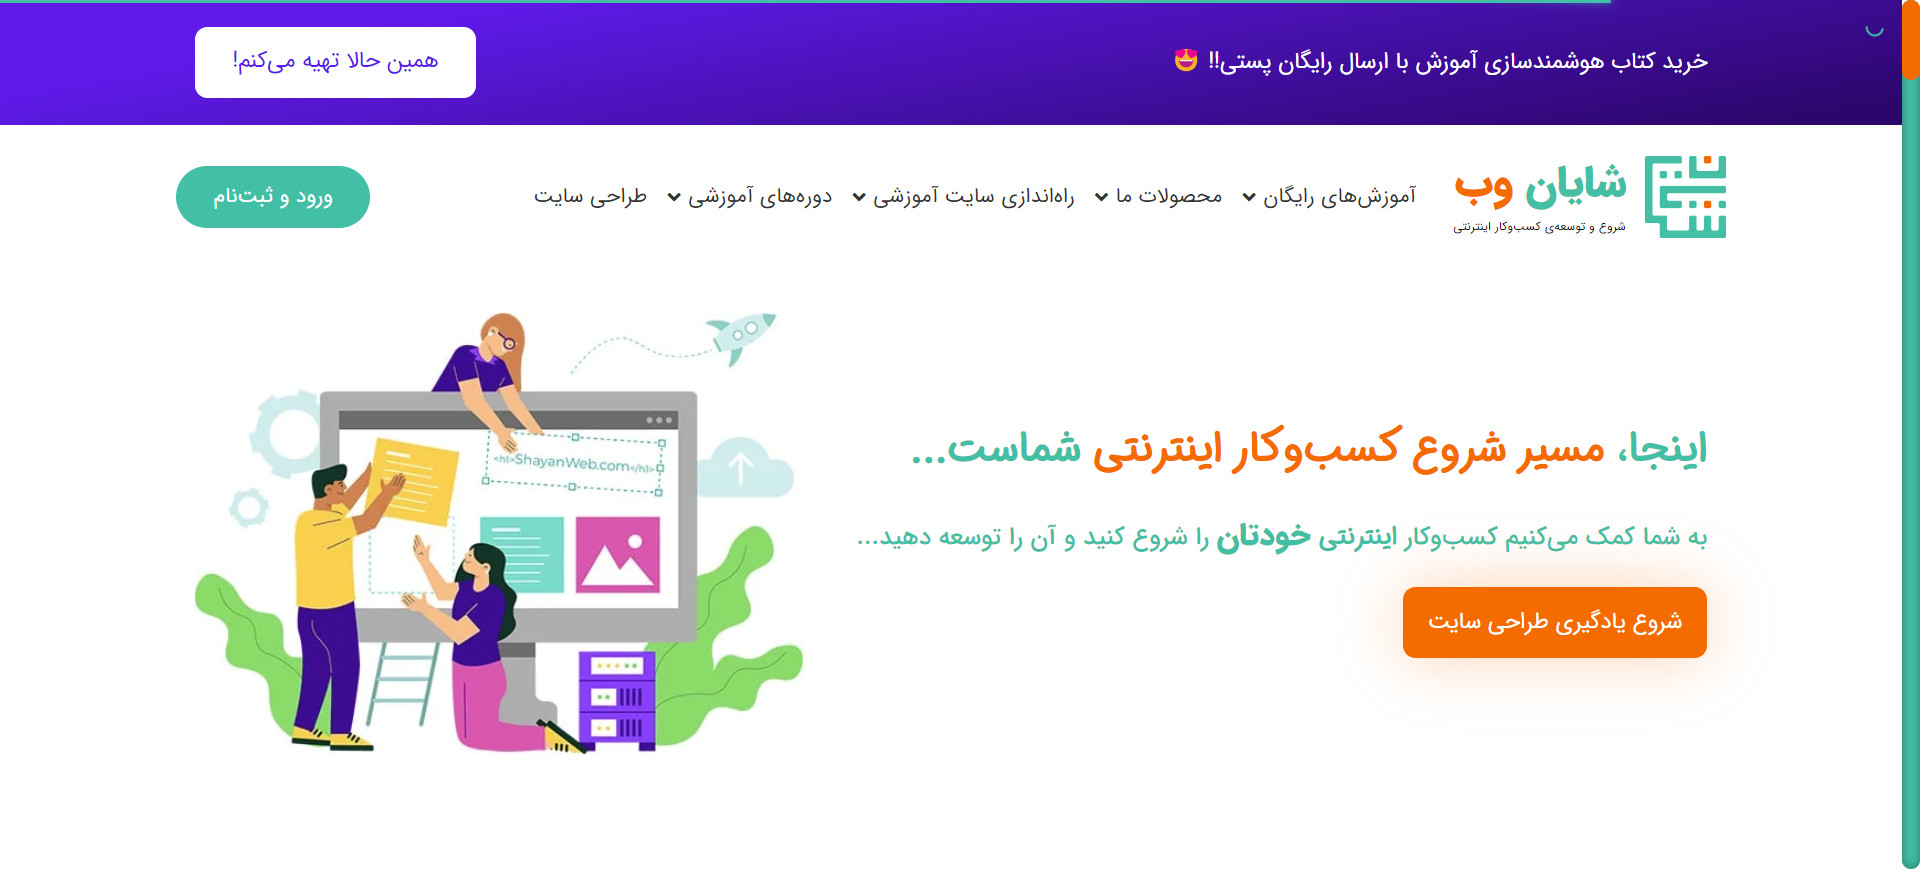 خرید کتاب هوشمندسازی آموزش با ارسال رایگان پستی!! 🤩
همین حالا تهیه می‌کنم!
شایان وب
شروع و توسعه‌ی کسب‌وکار اینترنتی
آموزش‌های رایگان
محصولات ما
راه‌اندازی سایت آموزشی
دوره‌های آموزشی
طراحی سایت
ورود و ثبت‌نام
اینجا، مسیر شروع کسب‌وکار اینترنتی شماست...
به شما کمک می‌کنیم کسب‌وکار اینترنتی خودتان را شروع کنید و آن را توسعه دهید...
شروع یادگیری طراحی سایت
<h1>ShayanWeb.com</h1>